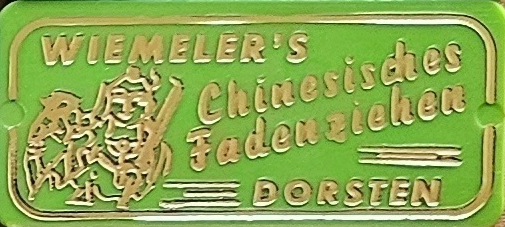 WIEMELER'S
Chinesisches
Fadenziehen
DORSTEN